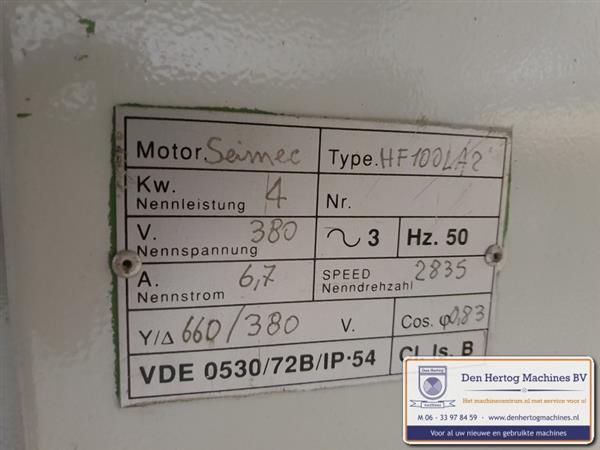 Motor. Seimec Type. HF100LA2
Kw. 4 Nr.
Nennleistung
V. 380 3 Hz. 50
Nennspannung
A. 6,7 SPEED 2835
Nennstrom Nenndrehzahl
Y/Δ 660/380 V. Cos. φ 0,83
VDE 0530/72B/IP·54 Cl. Is. B
Den Hertog Machines BV
Het machinecentrum.nl met service voor u!
M 06 - 33 97 84 59 - www.denhertogmachines.nl
Voor al uw nieuwe en gebruikte machines